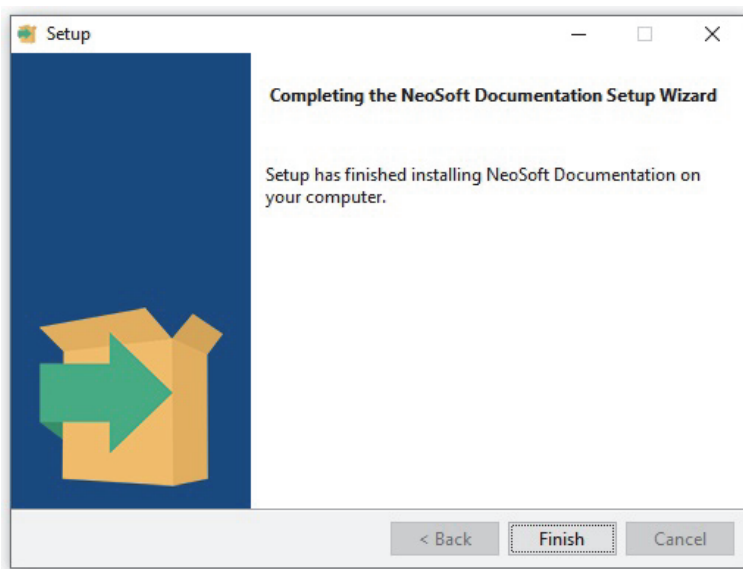 Setup
Completing the NeoSoft Documentation Setup Wizard
Setup has finished installing NeoSoft Documentation on
your computer.
< Back
Finish
Cancel